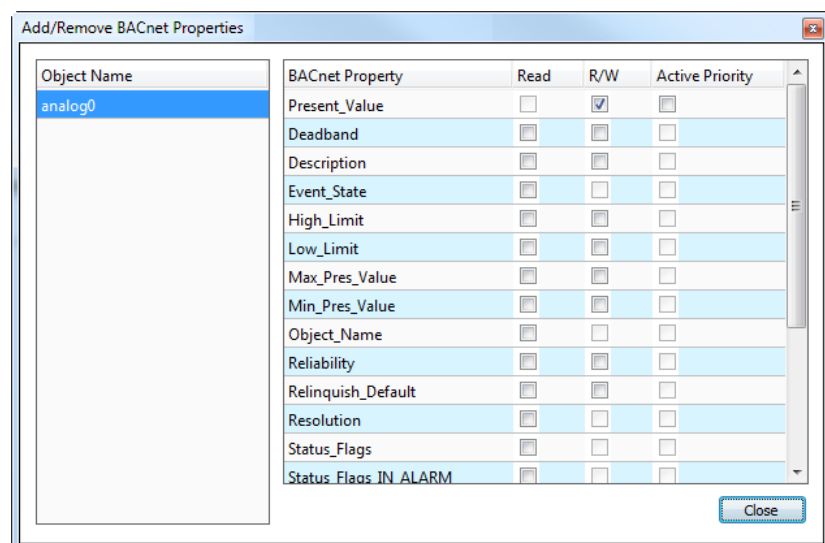 Add/Remove BACnet Properties
Object Name
analog0
BACnet Property Read R/W Active Priority
Present_Value
Deadband
Description
Event_State
High_Limit
Low_Limit
Max_Pres_Value
Min_Pres_Value
Object_Name
Reliability
Relinquish_Default
Resolution
Status_Flags
Status_Flags_IN_ALARM
Close